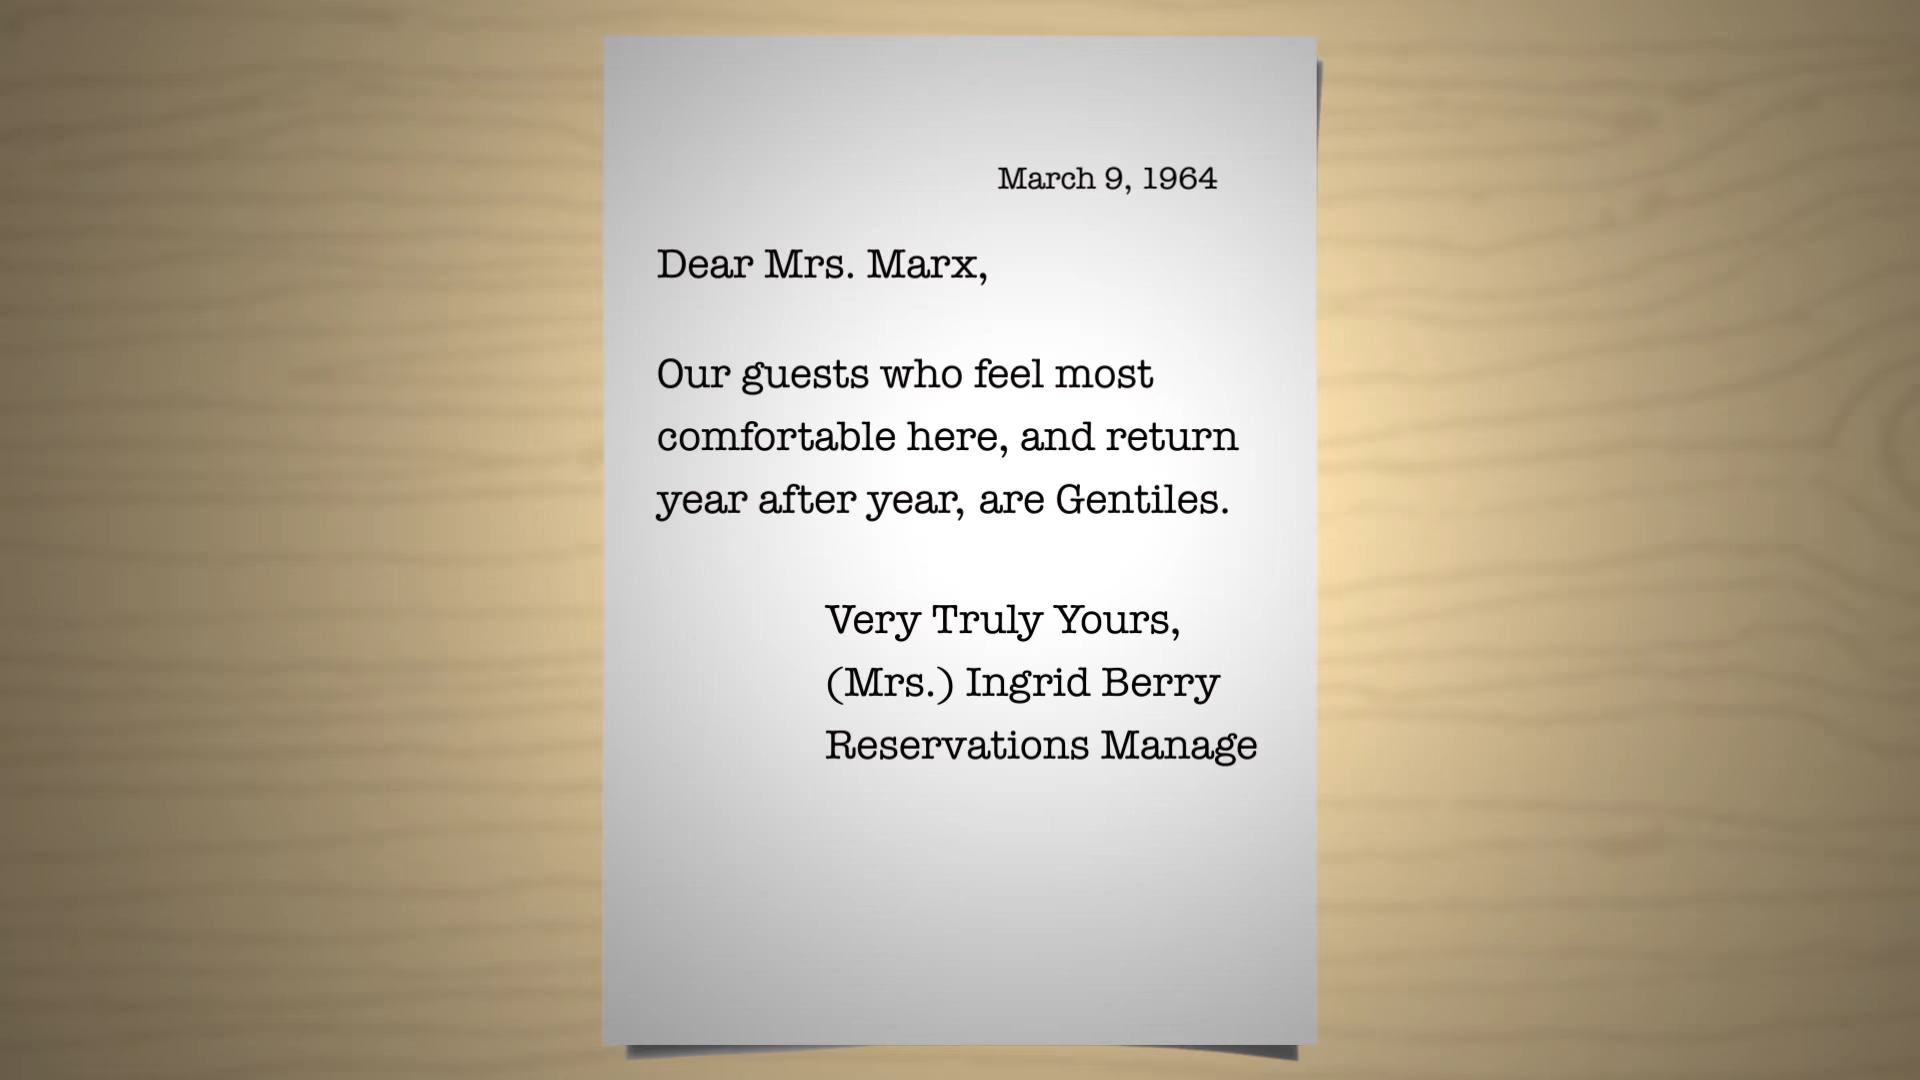 March 9, 1964
Dear Mrs. Marx,
Our guests who feel most
comfortable here, and return
year after year, are Gentiles.
Very Truly Yours,
(Mrs.) Ingrid Berry
Reservations Manage